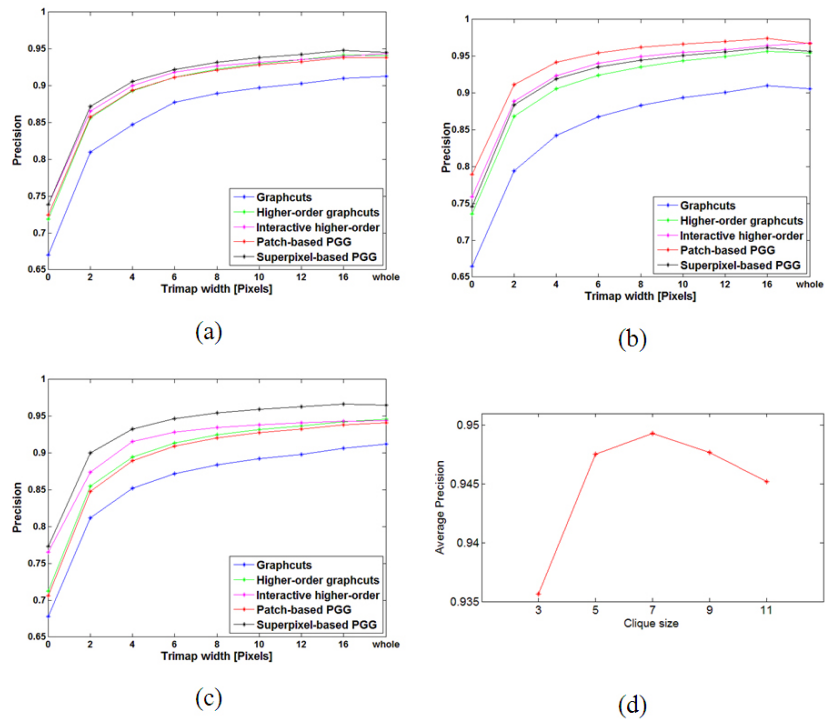 1
0.95
0.9
0.85
0.8
0.75
0.7
0.65
Precision
0 2 4 6 8 10 12 16 whole
Trimap width [Pixels]
Graphcuts
Higher-order graphcuts
Interactive higher-order
Patch-based PGG
Superpixel-based PGG
(a)
1
0.95
0.9
0.85
0.8
0.75
0.7
0.65
Precision
0 2 4 6 8 10 12 16 whole
Trimap width [Pixels]
Graphcuts
Higher-order graphcuts
Interactive higher-order
Patch-based PGG
Superpixel-based PGG
(b)
1
0.95
0.9
0.85
0.8
0.75
0.7
0.65
Precision
0 2 4 6 8 10 12 16 whole
Trimap width [Pixels]
Graphcuts
Higher-order graphcuts
Interactive higher-order
Patch-based PGG
Superpixel-based PGG
(c)
0.95
0.945
0.94
0.935
Average Precision
3 5 7 9 11
Clique size
(d)